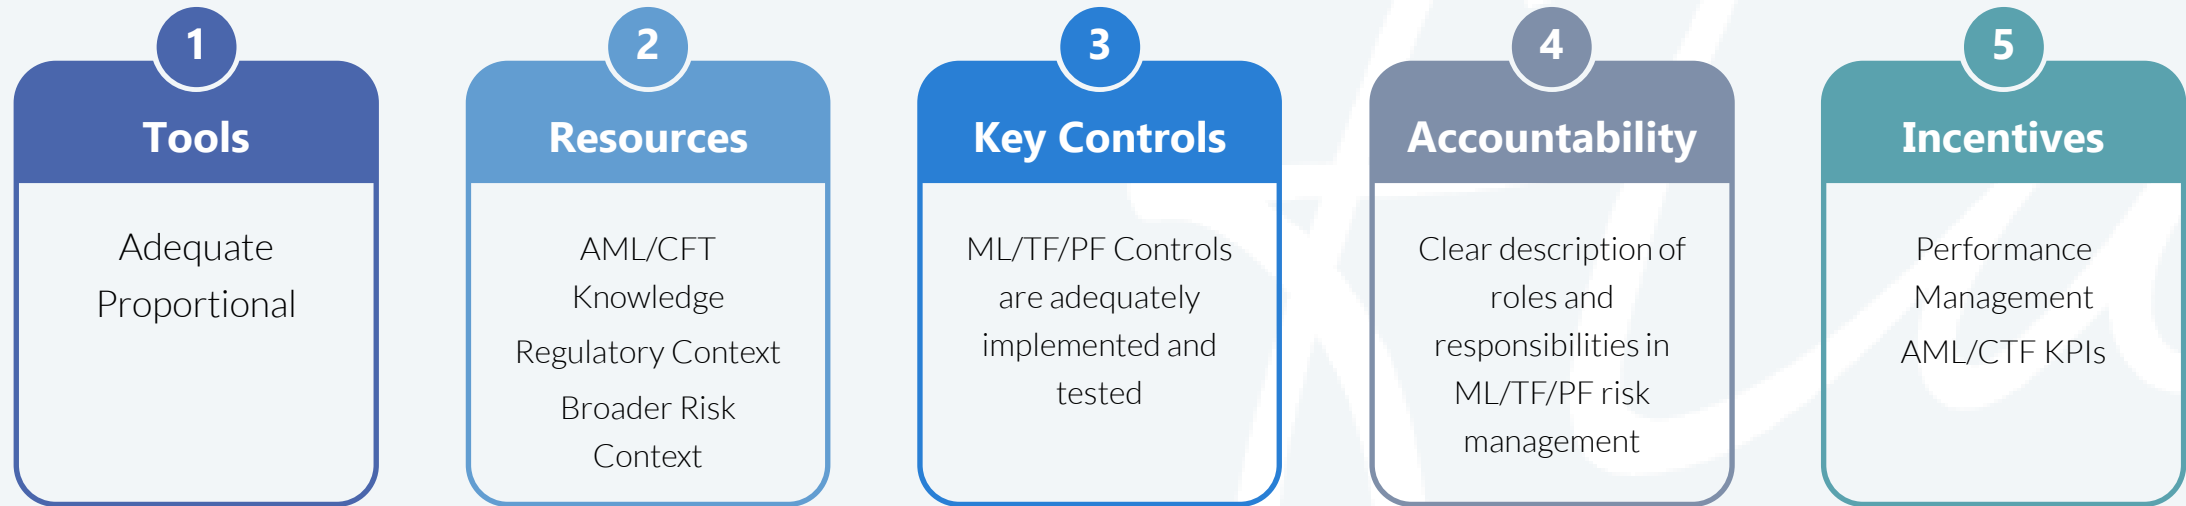 1
Tools
Adequate
Proportional
2
Resources
AML/CFT
Knowledge
Regulatory Context
Broader Risk
Context
3
Key Controls
ML/TF/PF Controls
are adequately
implemented and
tested
4
Accountability
Clear description of
roles and
responsibilities in
ML/TF/PF risk
management
5
Incentives
Performance
Management
AML/CTF KPIs